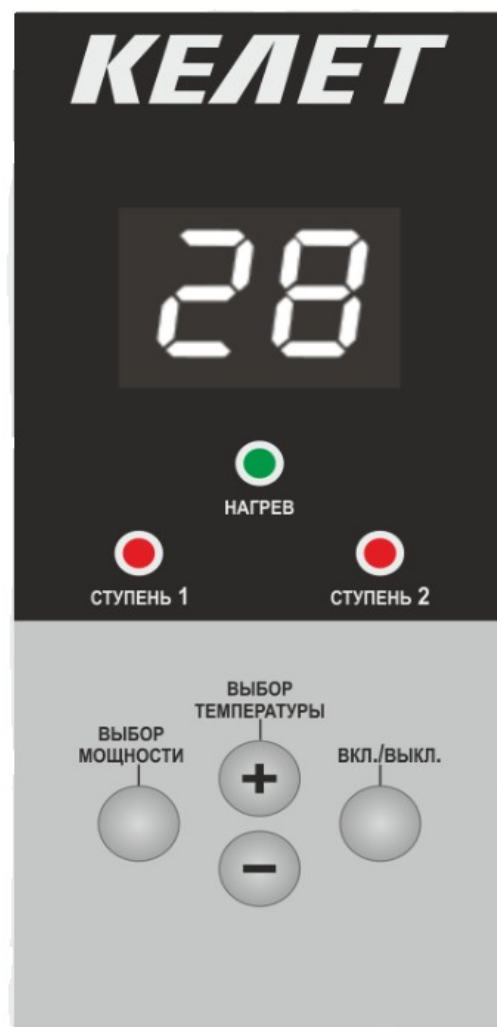 КЕЛЕТ
28
НАГРЕВ
СТУПЕНЬ 1
СТУПЕНЬ 2
ВЫБОР
ТЕМПЕРАТУРЫ
ВЫБОР
МОЩНОСТИ
ВКЛ./ВЫКЛ.
+
−